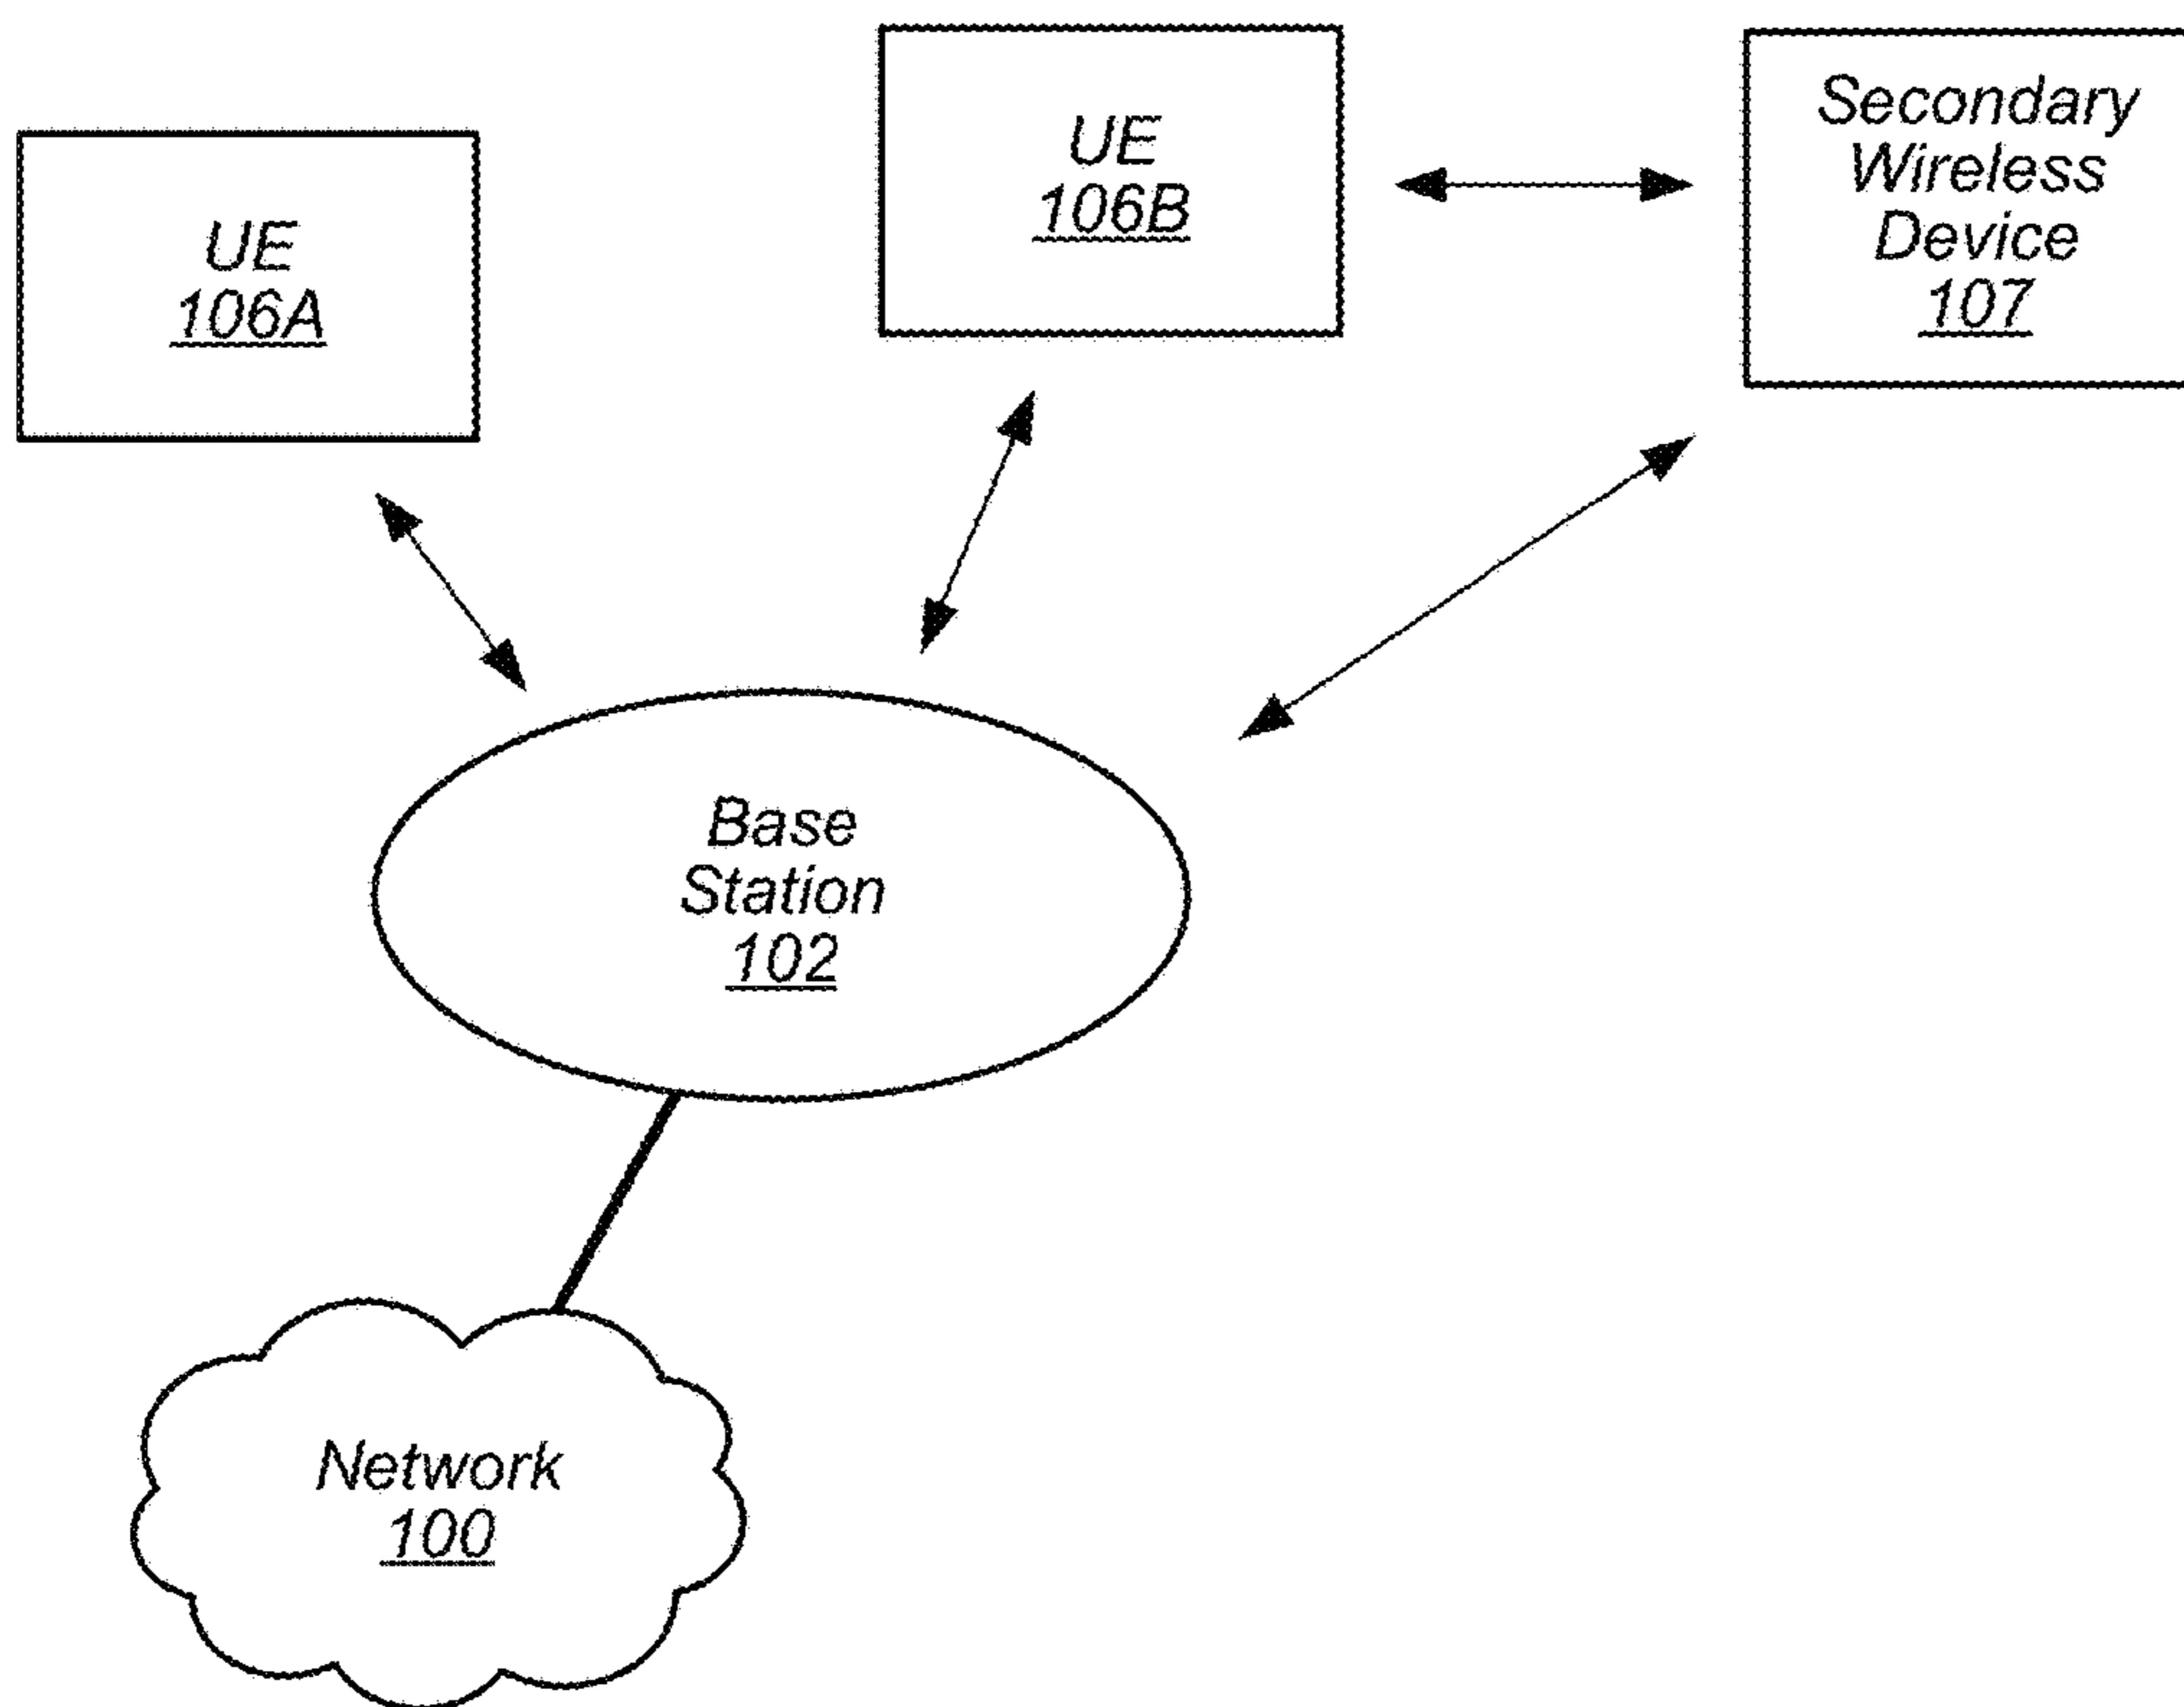 UE
106A
UE
106B
Secondary
Wireless
Device
107
Base
Station
102
Network
100